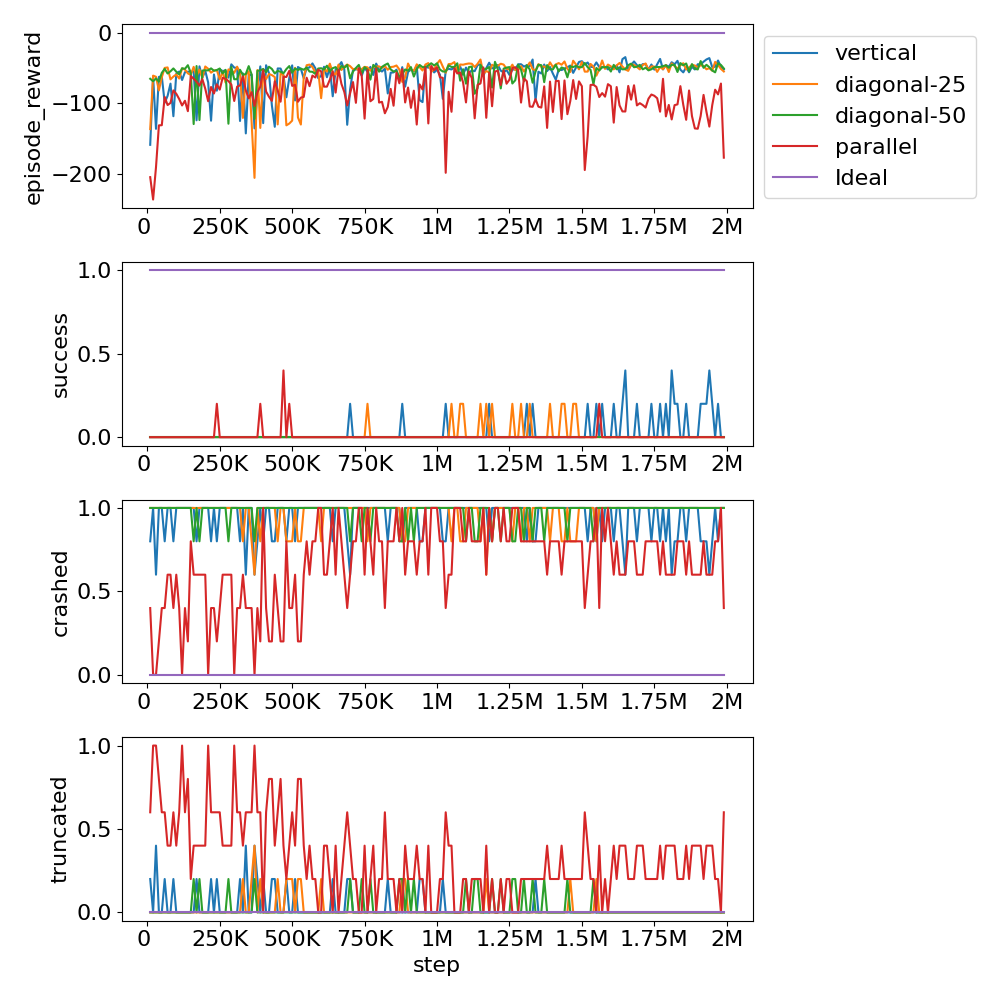 episode_reward
0
−100
−200
0 250K 500K 750K 1M 1.25M 1.5M 1.75M 2M
vertical
diagonal-25
diagonal-50
parallel
Ideal
success
1.0
0.5
0.0
0 250K 500K 750K 1M 1.25M 1.5M 1.75M 2M
crashed
1.0
0.5
0.0
0 250K 500K 750K 1M 1.25M 1.5M 1.75M 2M
truncated
1.0
0.5
0.0
0 250K 500K 750K 1M 1.25M 1.5M 1.75M 2M
step